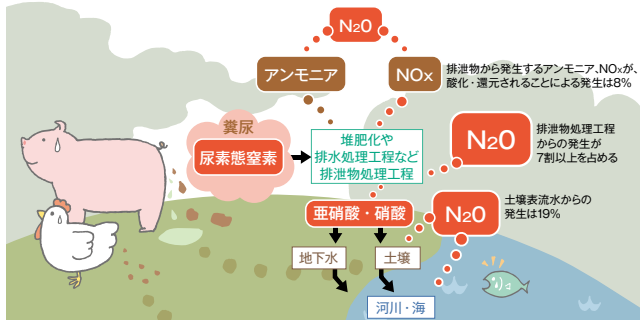 N₂0
アンモニア
NOx
排泄物から発生するアンモニア、NOxが、
酸化・還元されることによる発生は8%
糞尿
尿素態窒素
堆肥化や
排水処理工程など
排泄物処理工程
N₂0
排泄物処理工程
からの発生が
7割以上を占める
亜硝酸・硝酸
N₂0
土壌表流水からの
発生は19%
地下水
土壌
河川・海